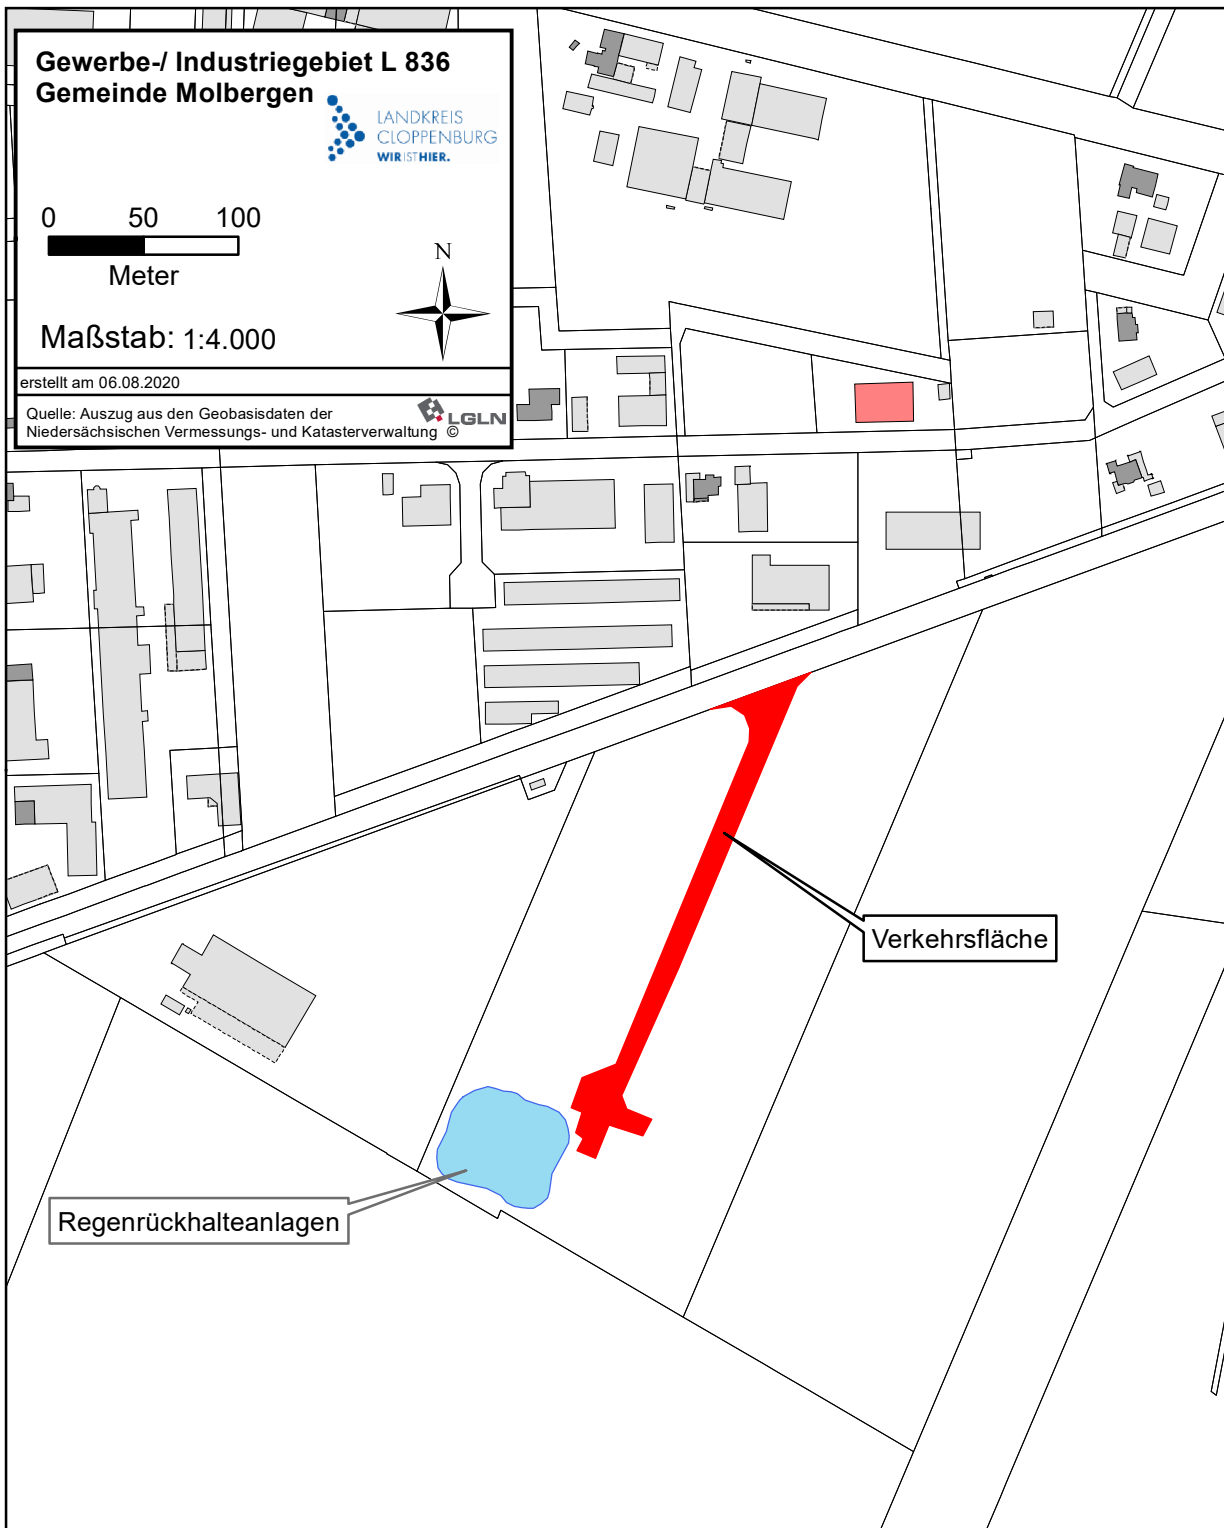 Gewerbe-/ Industriegebiet L 836
Gemeinde Molbergen
LANDKREIS
CLOPPENBURG
WIR IST HIER.
0 50 100
Meter
N
Maßstab: 1:4.000
erstellt am 06.08.2020
Quelle: Auszug aus den Geobasisdaten der
Niedersächsischen Vermessungs- und Katasterverwaltung ©
LGLN
Verkehrsfläche
Regenrückhalteanlagen